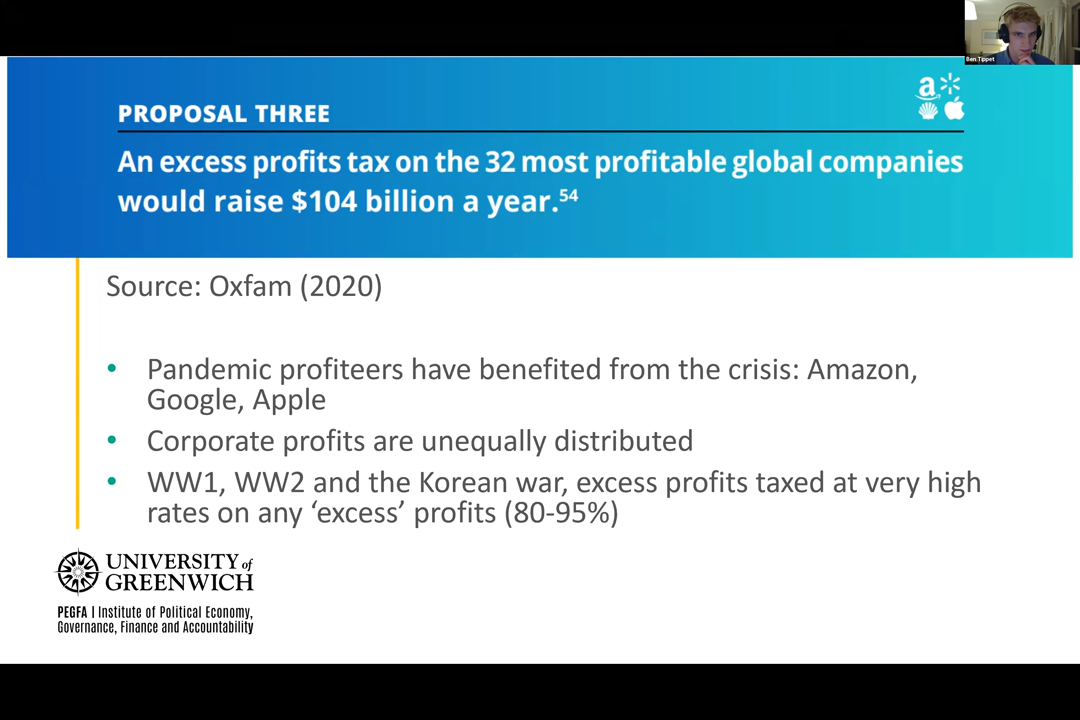 Ben Tippet
a
PROPOSAL THREE
An excess profits tax on the 32 most profitable global companies
would raise $104 billion a year.54
Source: Oxfam (2020)
• Pandemic profiteers have benefited from the crisis: Amazon,
Google, Apple
• Corporate profits are unequally distributed
• WW1, WW2 and the Korean war, excess profits taxed at very high
rates on any ‘excess’ profits (80-95%)
UNIVERSITY of
GREENWICH
PEGFA | Institute of Political Economy,
Governance, Finance and Accountability